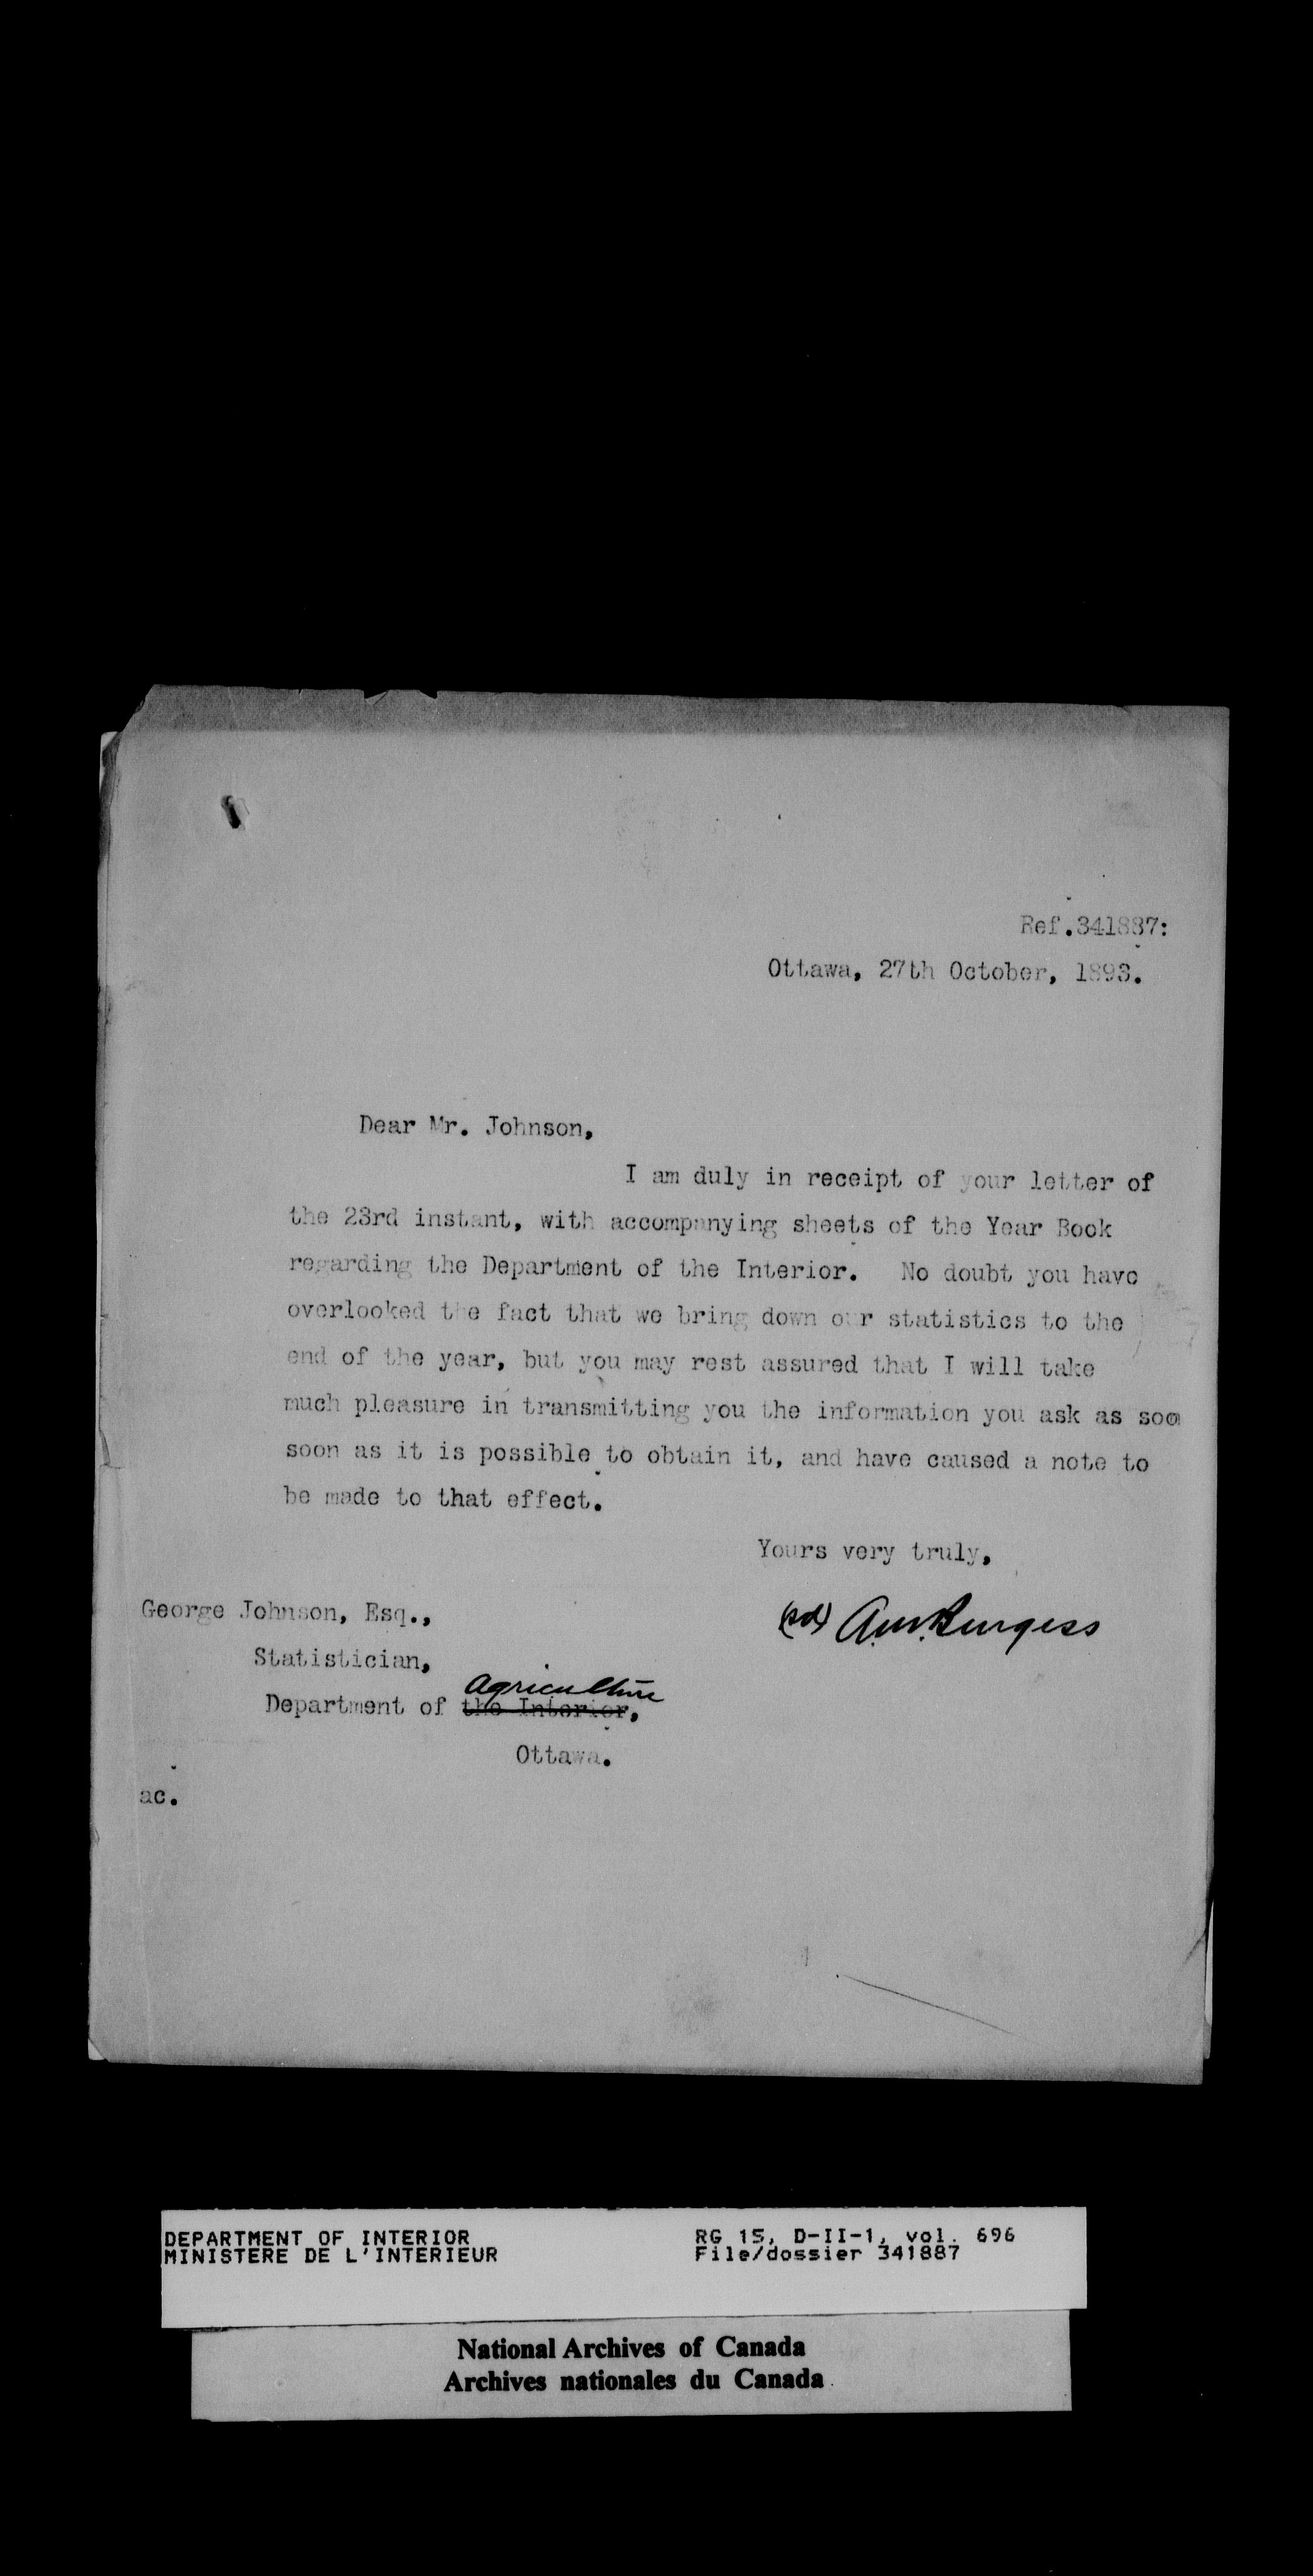 Ref.341887:
Ottawa, 27th October, 1893.
Dear Mr. Johnson,
I am duly in receipt of your letter of
the 23rd instant, with accompanying sheets of the Year Book
regarding the Department of the Interior. No doubt you have
overlooked the fact that we bring down our statistics to the
end of the year, but you may rest assured that I will take
much pleasure in transmitting you the information you ask as soo
soon as it is possible to obtain it, and have caused a note to
be made to that effect.
Yours very truly,
(sd) A.M. Burgess
George Johnson, Esq.,
Statistician,
Agriculture
Department of the Interior,
Ottawa.
ac.
DEPARTMENT OF INTERIOR
MINISTERE DE L'INTERIEUR
RG 15, D-II-1, vol. 696
File/dossier 341887
National Archives of Canada
Archives nationales du Canada